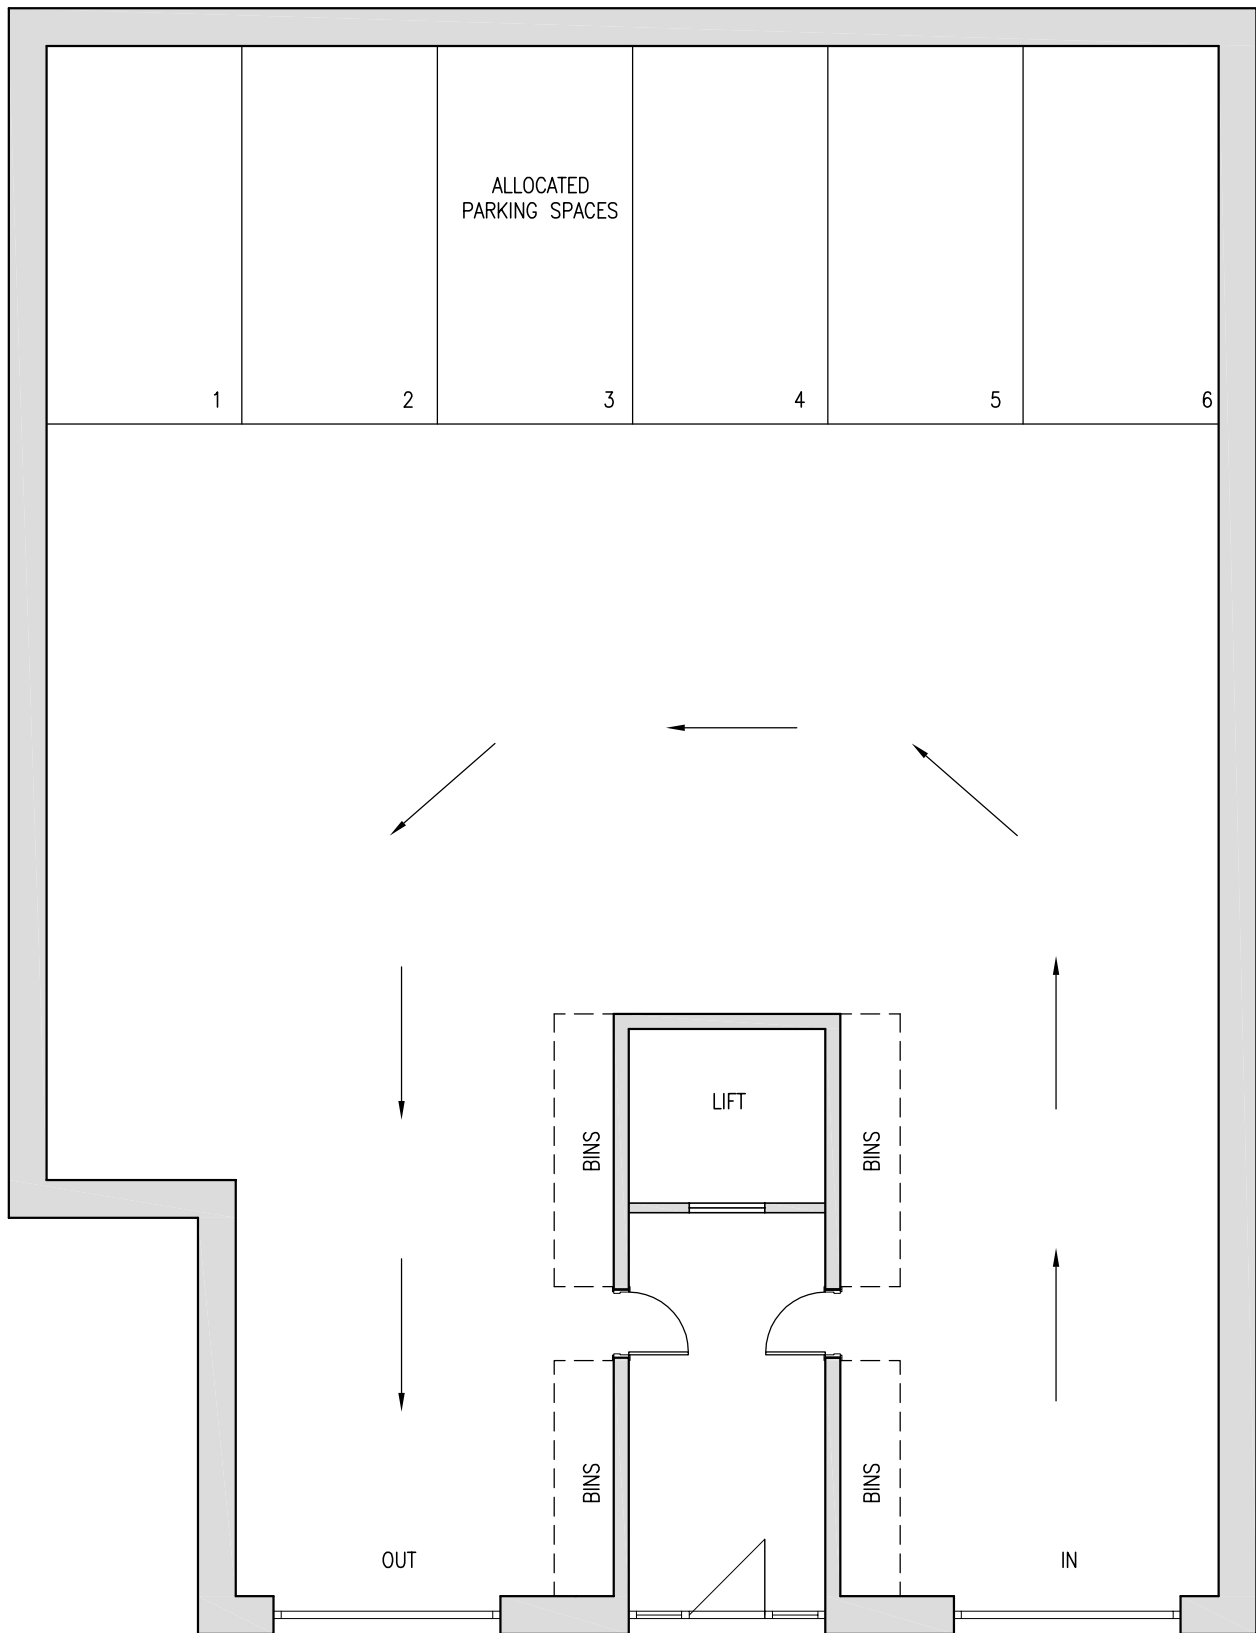 ALLOCATED
PARKING SPACES
1
2
3
4
5
6
LIFT
BINS
BINS
BINS
BINS
OUT
IN